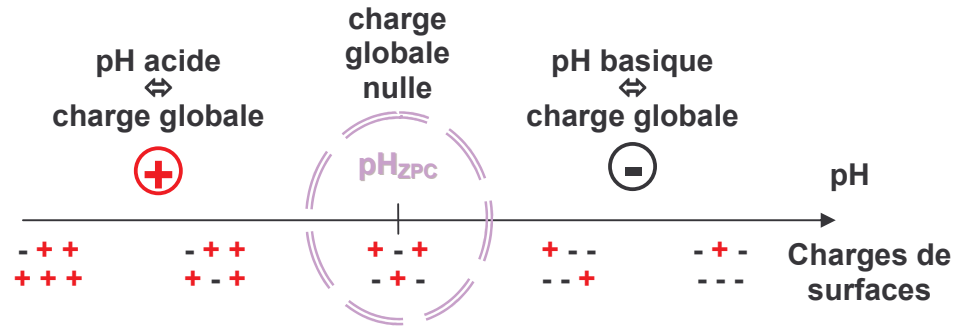 pH acide
⇔
charge globale
+
charge
globale
nulle
pH basique
⇔
charge globale
-
pHZPC
pH
- + +
+ + +
- + +
+ - +
+ - +
- + -
+ - -
- - +
- + -
- - -
Charges de
surfaces